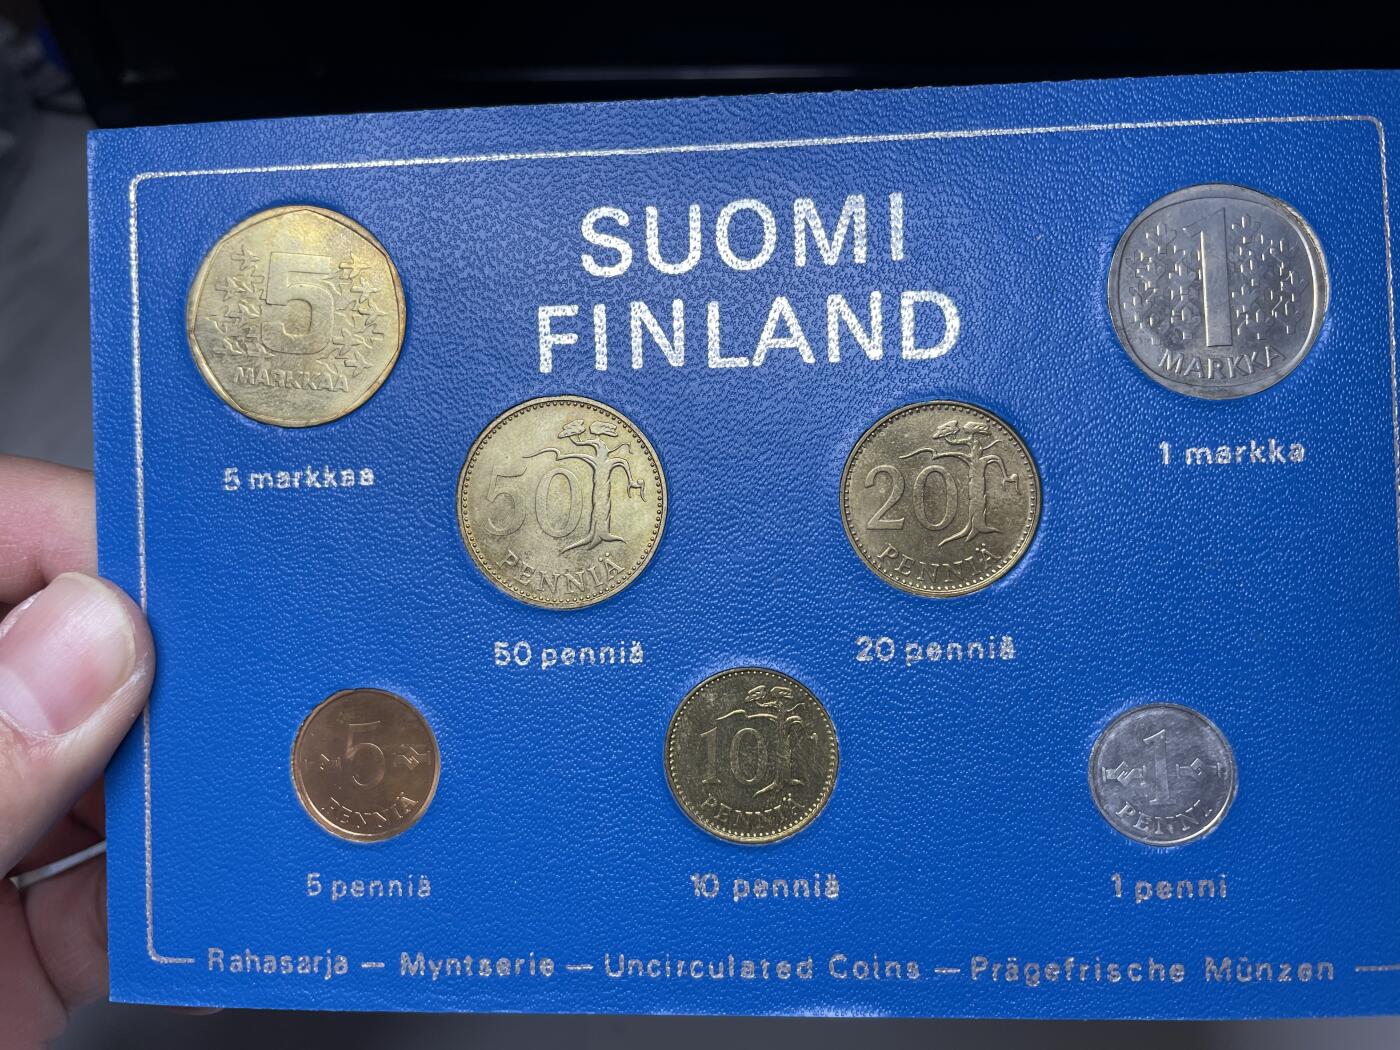 SUOMI
FINLAND
5
MARKKAA
5 markkaa
1
MARKKA
1 markka
50
PENNIÄ
50 penniä
20
PENNIÄ
20 penniä
5
PENNIÄ
5 penniä
10
PENNIÄ
10 penniä
1
PENNI
1 penni
Rahasarja — Myntserie — Uncirculated Coins — Prägefrische Münzen